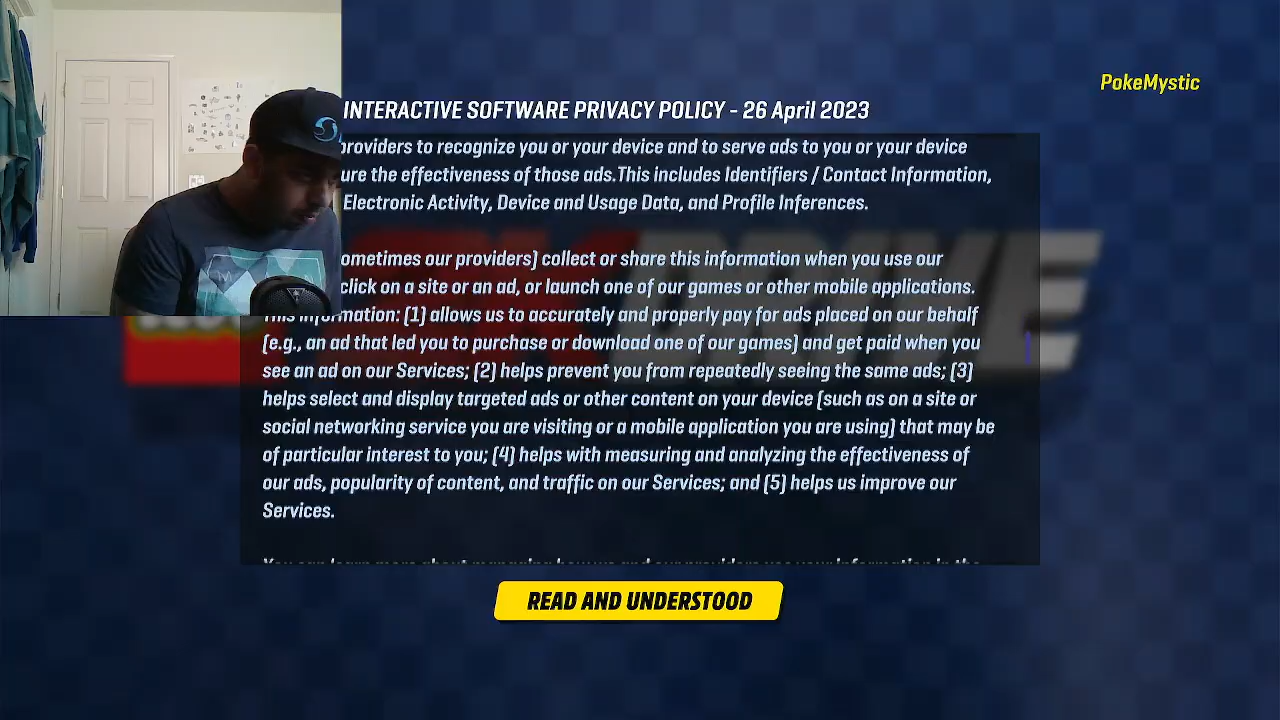 PokeMystic
INTERACTIVE SOFTWARE PRIVACY POLICY - 26 April 2023
providers to recognize you or your device and to serve ads to you or your device
the effectiveness of those ads.This includes Identifiers / Contact Information,
Electronic Activity, Device and Usage Data, and Profile Inferences.
our providers) collect or share this information when you use our
click on a site or an ad, or launch one of our games or other mobile applications.
This information: (1) allows us to accurately and properly pay for ads placed on our behalf
(e.g., an ad that led you to purchase or download one of our games) and get paid when you
see an ad on our Services; (2) helps prevent you from repeatedly seeing the same ads; (3)
helps select and display targeted ads or other content on your device (such as on a site or
social networking service you are visiting or a mobile application you are using) that may be
of particular interest to you; (4) helps with measuring and analyzing the effectiveness of
our ads, popularity of content, and traffic on our Services; and (5) helps us improve our
Services.
DRIVE
READ AND UNDERSTOOD